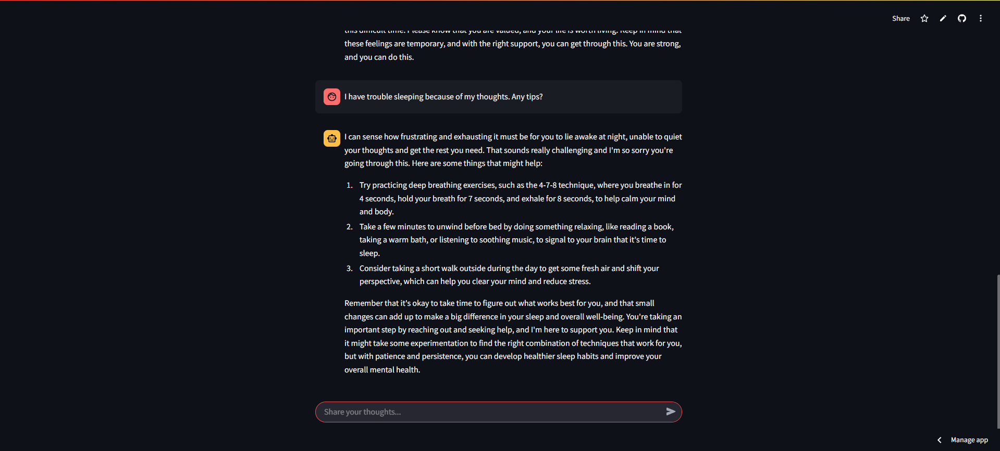 Share
this difficult time. Please know that you are valued, and your life is worth living. Keep in mind that
these feelings are temporary, and with the right support, you can get through this. You are strong,
and you can do this.
I have trouble sleeping because of my thoughts. Any tips?
I can sense how frustrating and exhausting it must be for you to lie awake at night, unable to quiet
your thoughts and get the rest you need. That sounds really challenging and I'm so sorry you're
going through this. Here are some things that might help:
1. Try practicing deep breathing exercises, such as the 4-7-8 technique, where you breathe in for
4 seconds, hold your breath for 7 seconds, and exhale for 8 seconds, to help calm your mind
and body.
2. Take a few minutes to unwind before bed by doing something relaxing, like reading a book,
taking a warm bath, or listening to soothing music, to signal to your brain that it's time to
sleep.
3. Consider taking a short walk outside during the day to get some fresh air and shift your
perspective, which can help you clear your mind and reduce stress.
Remember that it's okay to take time to figure out what works best for you, and that small
changes can add up to make a big difference in your sleep and overall well-being. You're taking an
important step by reaching out and seeking help, and I'm here to support you. Keep in mind that
it might take some experimentation to find the right combination of techniques that work for you,
but with patience and persistence, you can develop healthier sleep habits and improve your
overall mental health.
Share your thoughts...
Manage app